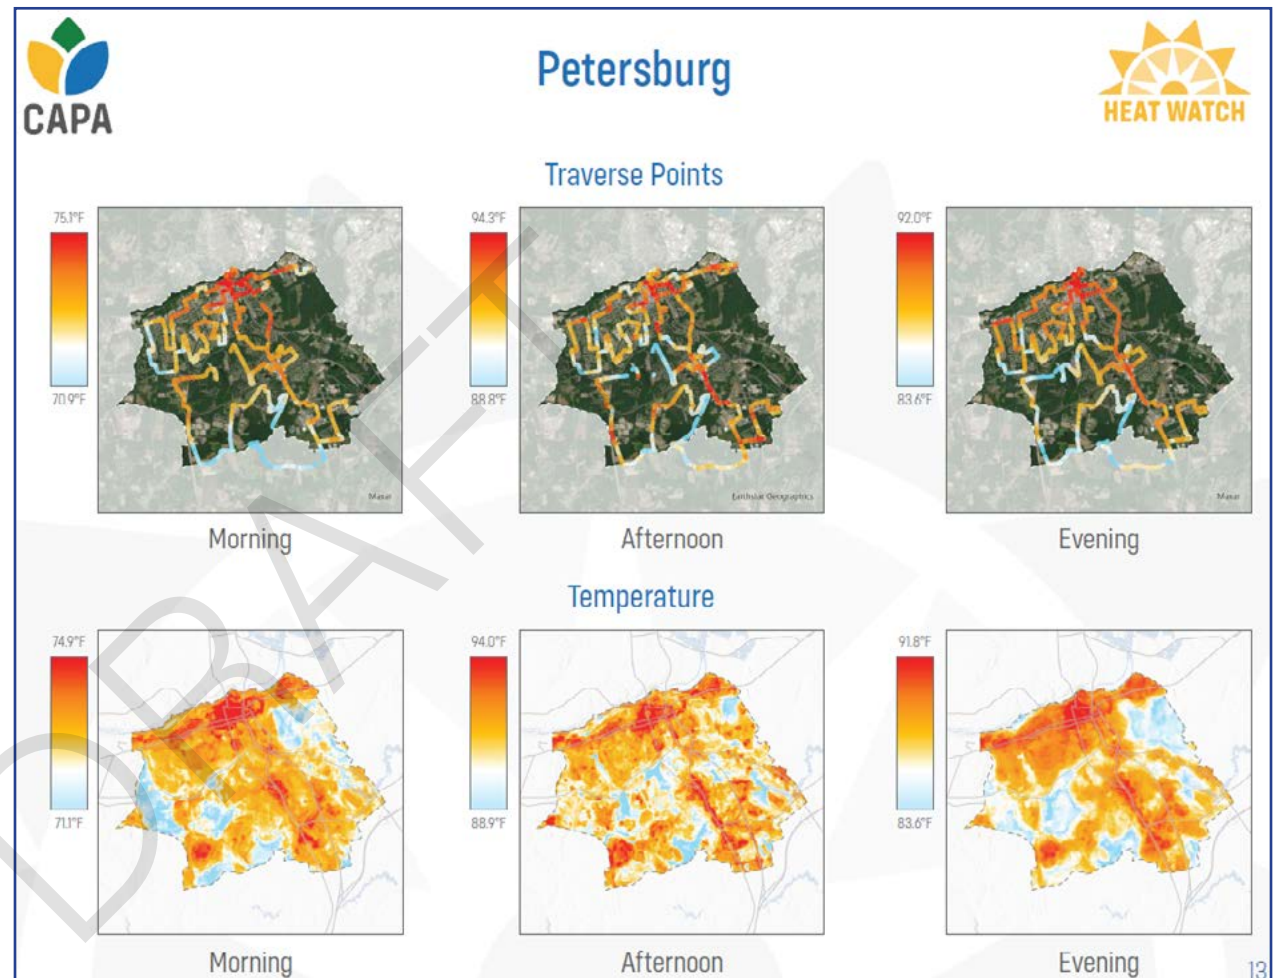 CAPA
Petersburg
HEAT WATCH
Traverse Points
75.1°F
70.9°F
94.3°F
88.8°F
92.0°F
83.6°F
Maxar
Earthstar Geographics
Maxar
Morning
Afternoon
Evening
Temperature
74.9°F
71.1°F
94.0°F
88.9°F
91.8°F
83.6°F
Morning
Afternoon
Evening
13
DRAFT